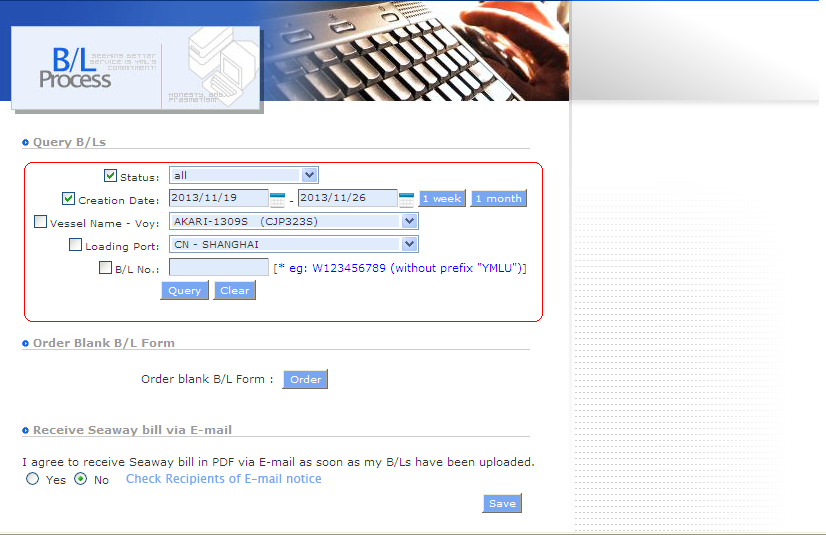 B/L
Process
SEEKING BETTER
SERVICE IS YML'S
COMMITMENT!
HONESTY, AND
PRAGMATISM!
Query B/Ls
Status: all
Creation Date: 2013/11/19 - 2013/11/26 1 week 1 month
Vessel Name - Voy: AKARI-1309S (CJP323S)
Loading Port: CN - SHANGHAI
B/L No.: [* eg: W123456789 (without prefix "YMLU")]
Query Clear
Order Blank B/L Form
Order blank B/L Form : Order
Receive Seaway bill via E-mail
I agree to receive Seaway bill in PDF via E-mail as soon as my B/Ls have been uploaded.
Yes No Check Recipients of E-mail notice
Save